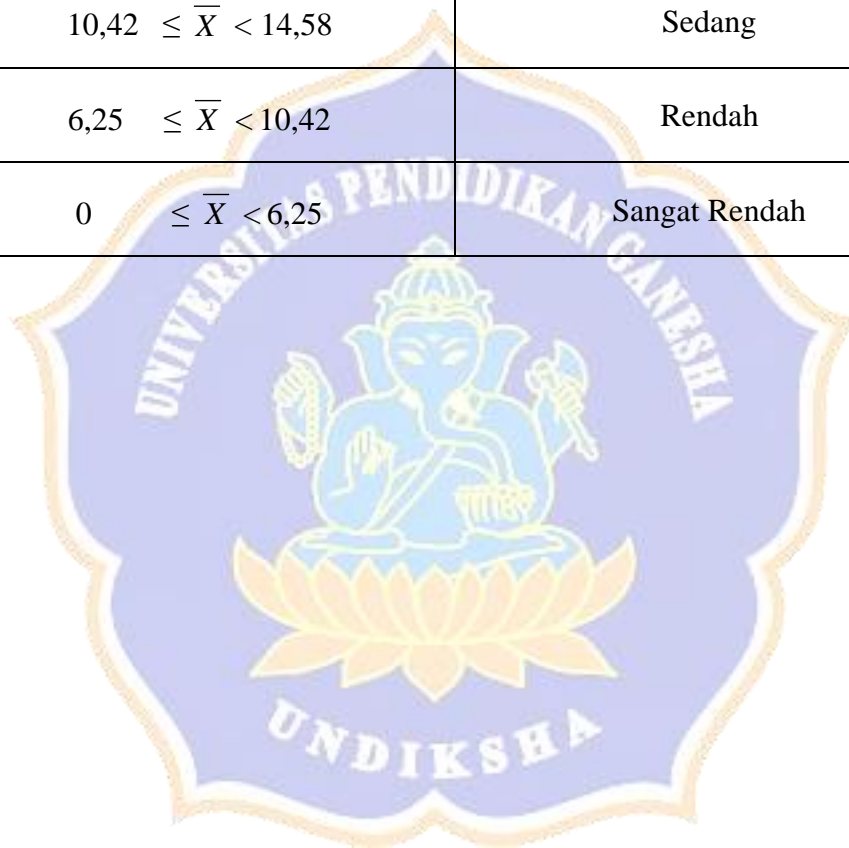 10,42 ≤ X̅ < 14,58 Sedang
6,25 ≤ X̅ < 10,42 Rendah
0 ≤ X̅ < 6,25 Sangat Rendah
UNIVERSITAS PENDIDIKAN GANESHA
UNDIKSHA